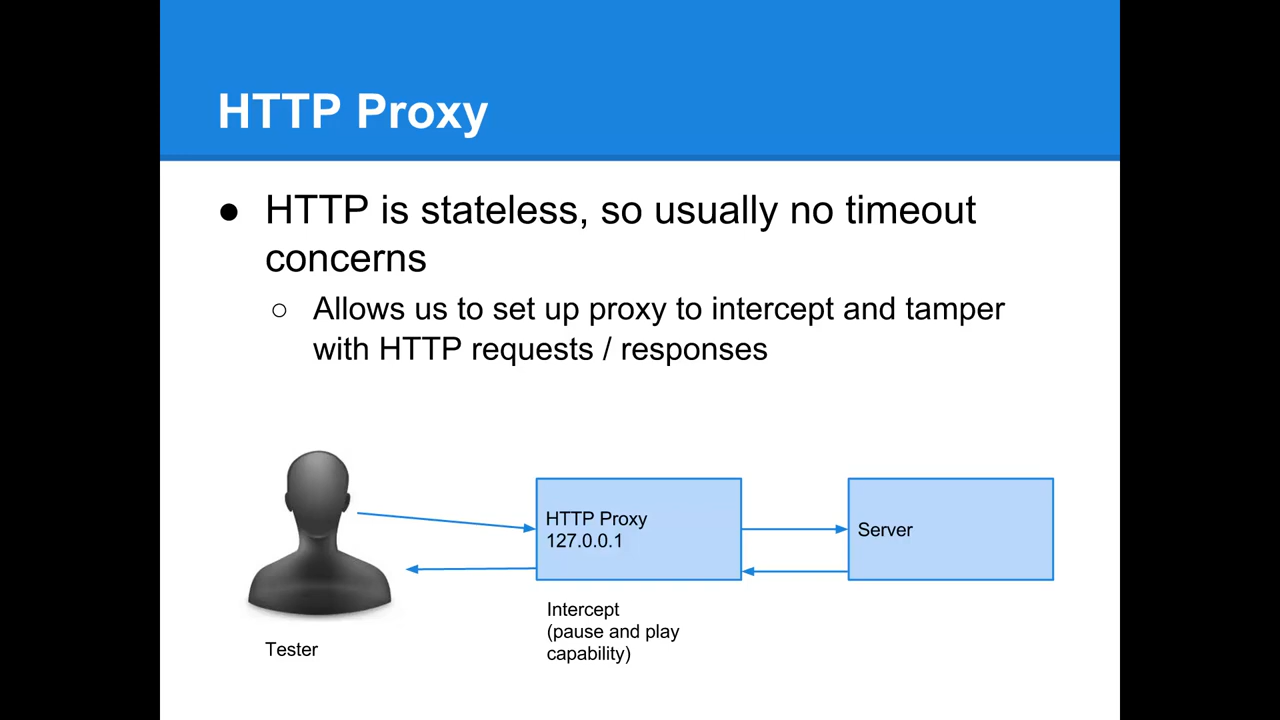 HTTP Proxy
● HTTP is stateless, so usually no timeout
concerns
○ Allows us to set up proxy to intercept and tamper
with HTTP requests / responses
HTTP Proxy
127.0.0.1
Server
Intercept
(pause and play
capability)
Tester